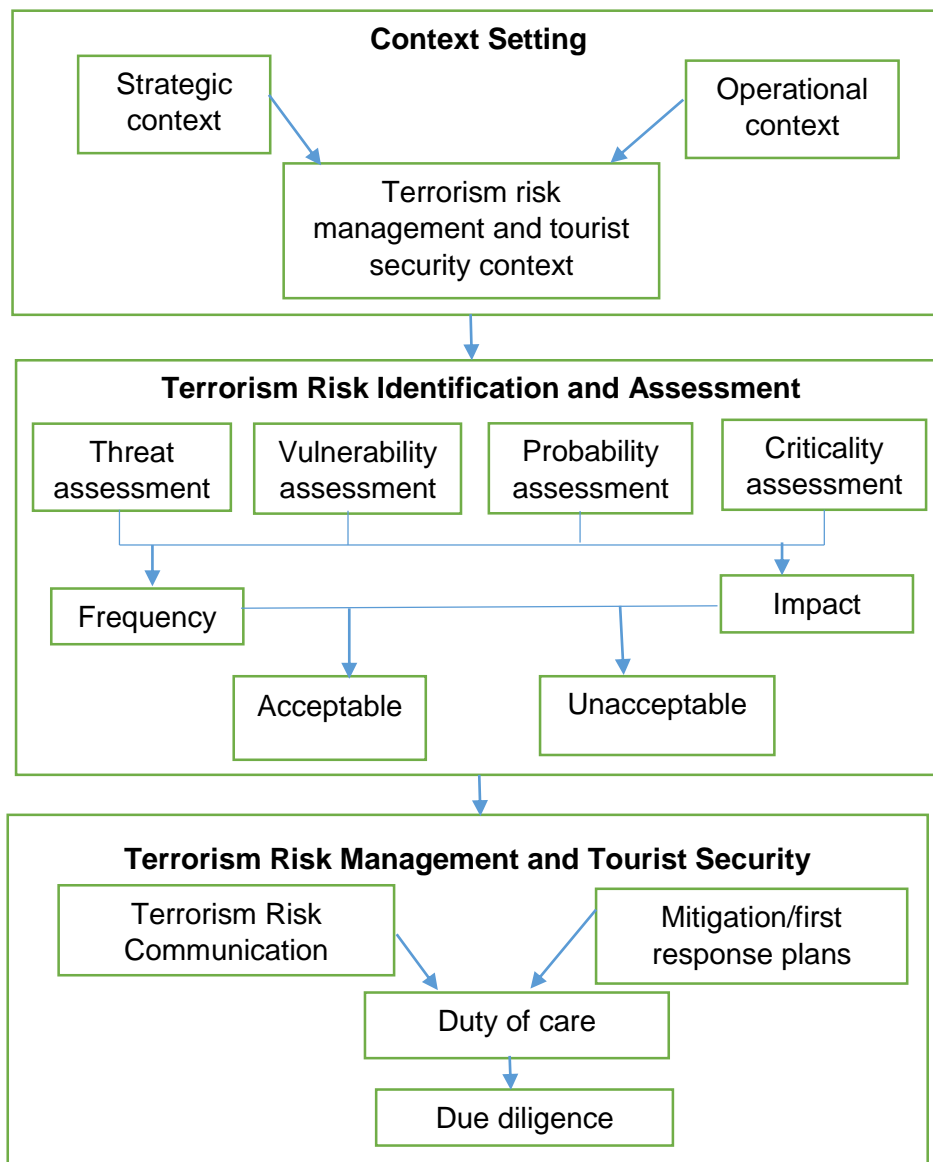 Context Setting
Strategic
context
Operational
context
Terrorism risk
management and tourist
security context
Terrorism Risk Identification and Assessment
Threat
assessment
Vulnerability
assessment
Probability
assessment
Criticality
assessment
Frequency
Impact
Acceptable
Unacceptable
Terrorism Risk Management and Tourist Security
Terrorism Risk
Communication
Mitigation/first
response plans
Duty of care
Due diligence